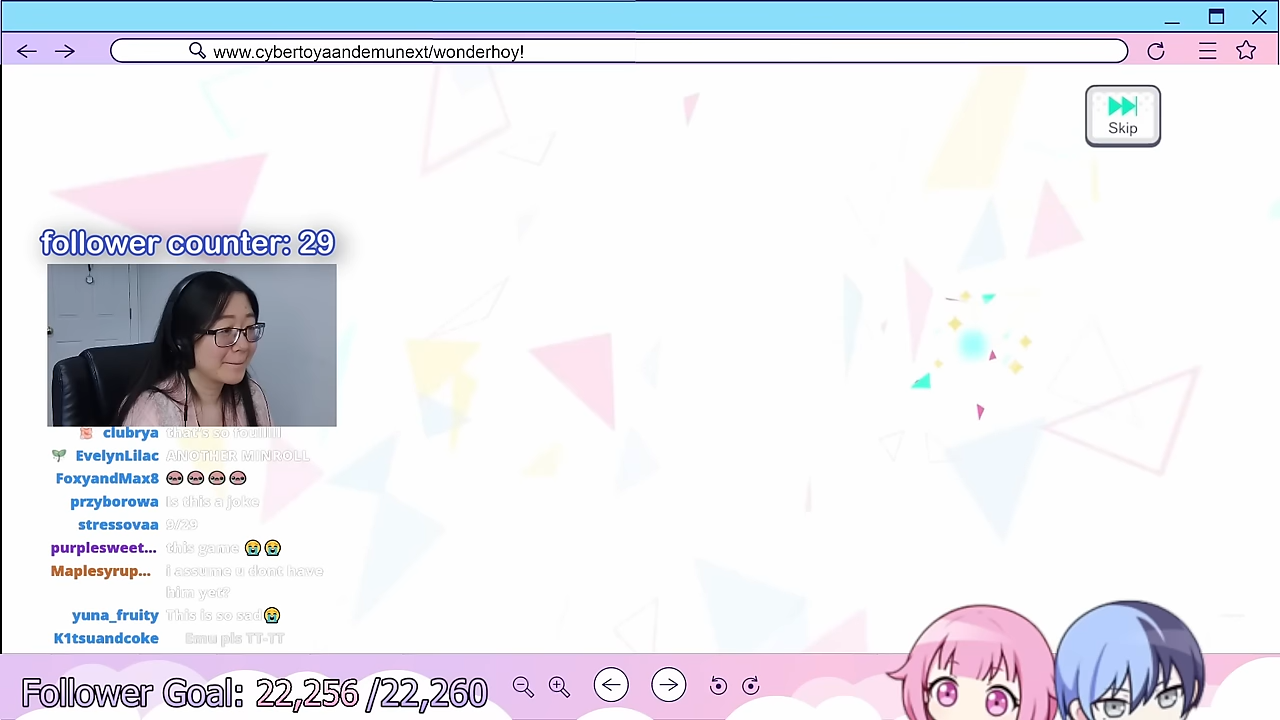 www.cybertoyaandemunext/wonderhoy!
Skip
follower counter: 29
clubrya that's so foulllll
EvelynLilac ANOTHER MINROLL
FoxyandMax8
przyborowa Is this a joke
stressovaa 9/29
purplesweet... this game
Maplesyrup... i assume u dont have
him yet?
yuna_fruity This is so sad
K1tsuandcoke Emu pls TT-TT
Follower Goal: 22,256 /22,260